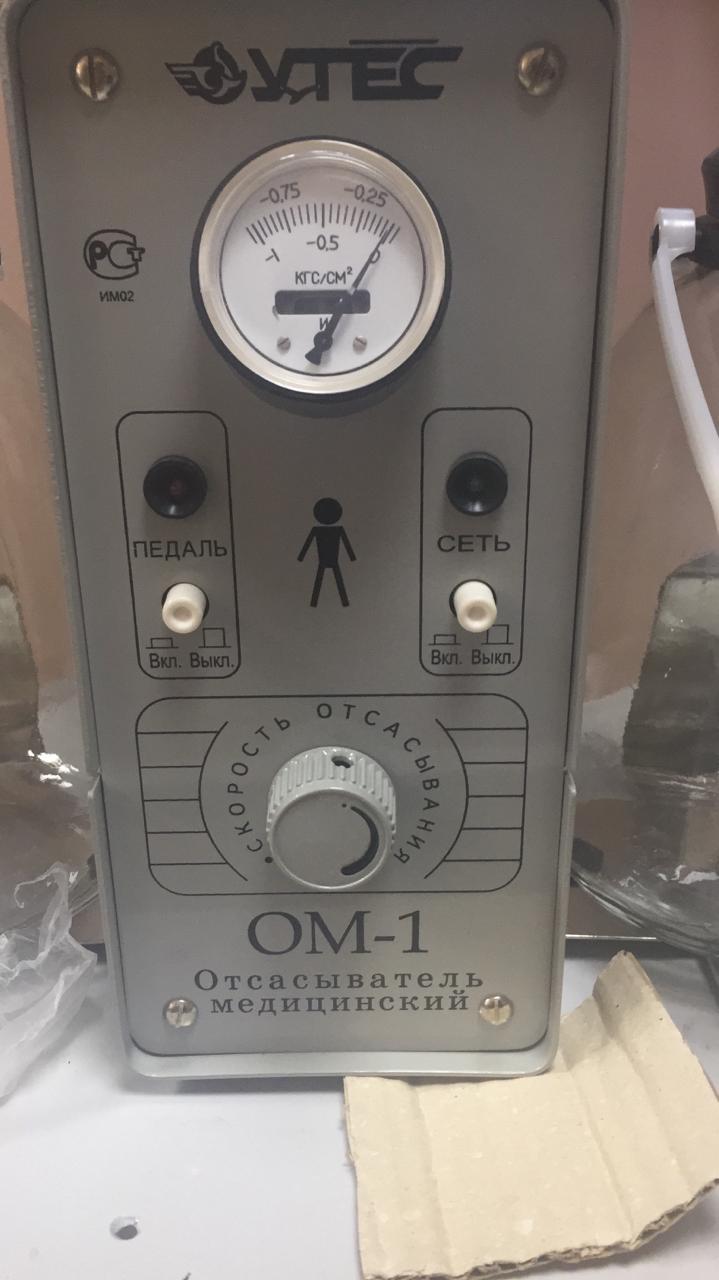 УТЕС
-0,75 -0,25
-1 -0,5 0
КГС/СМ²
РСТ
ИМ02
ПЕДАЛЬ
Вкл. Выкл.
СЕТЬ
Вкл. Выкл.
СКОРОСТЬ ОТСАСЫВАНИЯ
ОМ-1
Отсасыватель
медицинский